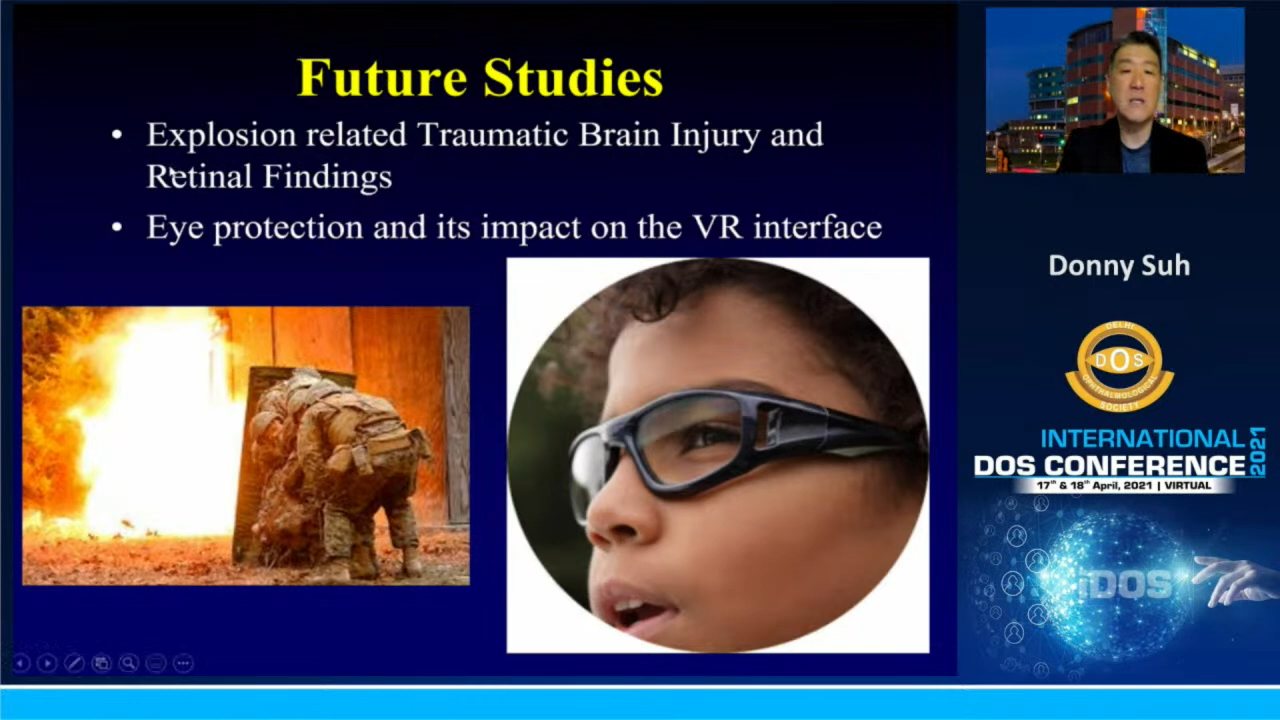 Future Studies
• Explosion related Traumatic Brain Injury and
Retinal Findings
• Eye protection and its impact on the VR interface
Donny Suh
DELHI
DOS
OPHTHALMOLOGICAL
SOCIETY
INTERNATIONAL
DOS CONFERENCE
2021
17th & 18th April, 2021 | VIRTUAL
iDOS